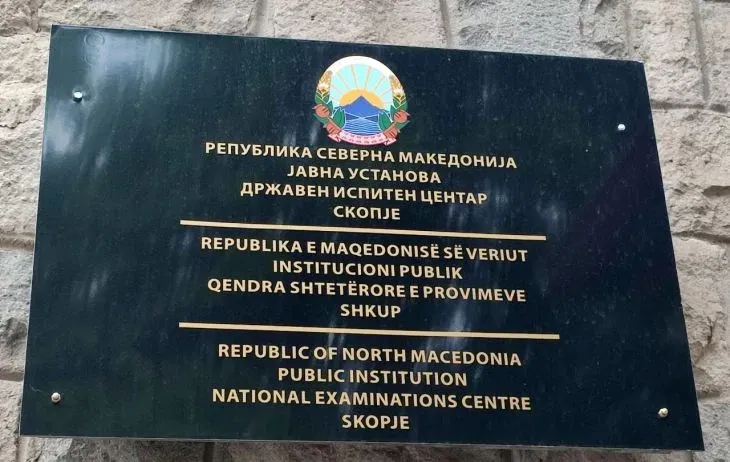 РЕПУБЛИКА СЕВЕРНА МАКЕДОНИЈА
ЈАВНА УСТАНОВА
ДРЖАВЕН ИСПИТЕН ЦЕНТАР
СКОПЈЕ
REPUBLIKA E MAQEDONISË SË VERIUT
INSTITUCIONI PUBLIK
QENDRA SHTETËRORE E PROVIMEVE
SHKUP
REPUBLIC OF NORTH MACEDONIA
PUBLIC INSTITUTION
NATIONAL EXAMINATIONS CENTRE
SKOPJE